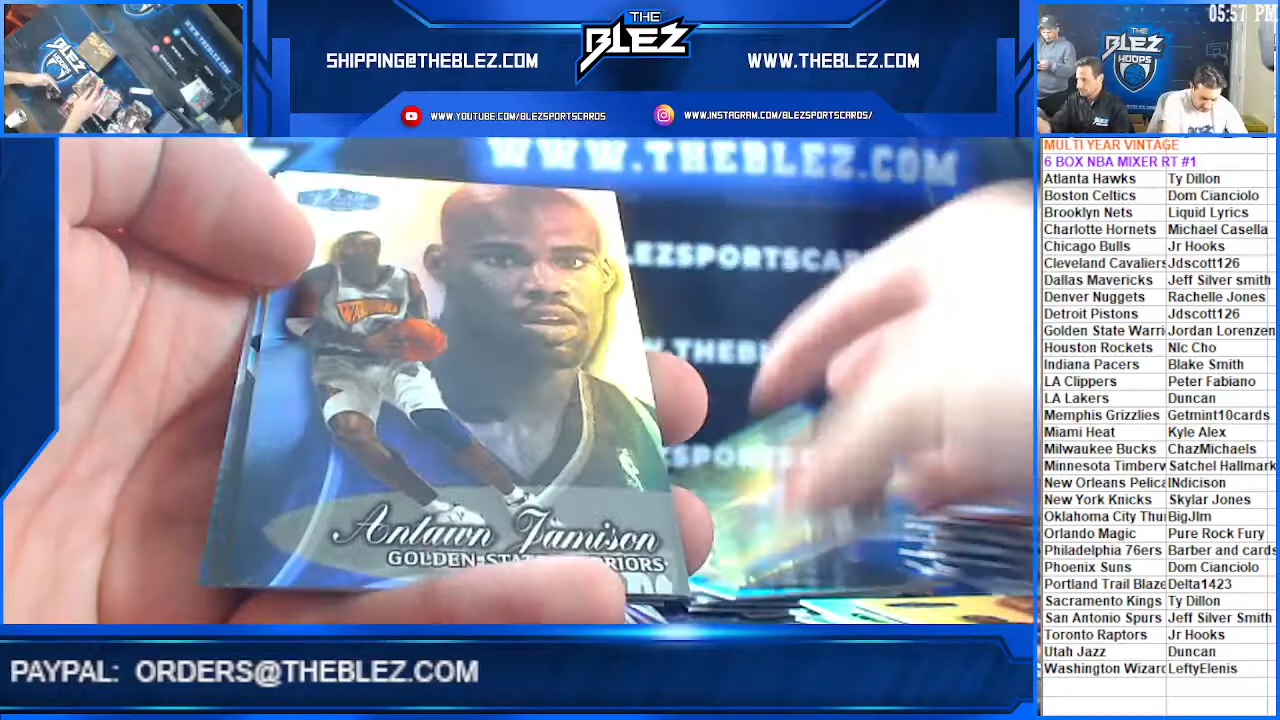 SHIPPING@THEBLEZ.COM
THE
BLEZ
WWW.THEBLEZ.COM
WWW.YOUTUBE.COM/BLEZSPORTSCARDS
WWW.INSTAGRAM.COM/BLEZSPORTSCARDS/
05:57 PM
THE
BLEZ
HOOPS
WWW.THEBLEZ.COM
BLEZSPORTSCAR
WARRIORS
Antawn Jamison
GOLDEN STATE WARRIORS
MULTI YEAR VINTAGE
6 BOX NBA MIXER RT #1
Atlanta Hawks Ty Dillon
Boston Celtics Dom Cianciolo
Brooklyn Nets Liquid Lyrics
Charlotte Hornets Michael Casella
Chicago Bulls Jr Hooks
Cleveland Cavaliers Jdscott126
Dallas Mavericks Jeff Silver smith
Denver Nuggets Rachelle Jones
Detroit Pistons Jdscott126
Golden State Warri Jordan Lorenzen
Houston Rockets NIc Cho
Indiana Pacers Blake Smith
LA Clippers Peter Fabiano
LA Lakers Duncan
Memphis Grizzlies Getmint10cards
Miami Heat Kyle Alex
Milwaukee Bucks ChazMichaels
Minnesota Timberv Satchel Hallmark
New Orleans Pelica INdicison
New York Knicks Skylar Jones
Oklahoma City Thu BigJIm
Orlando Magic Pure Rock Fury
Philadelphia 76ers Barber and cards
Phoenix Suns Dom Cianciolo
Portland Trail Blaze Delta1423
Sacramento Kings Ty Dillon
San Antonio Spurs Jeff Silver Smith
Toronto Raptors Jr Hooks
Utah Jazz Duncan
Washington Wizard LeftyElenis
PAYPAL: ORDERS@THEBLEZ.COM